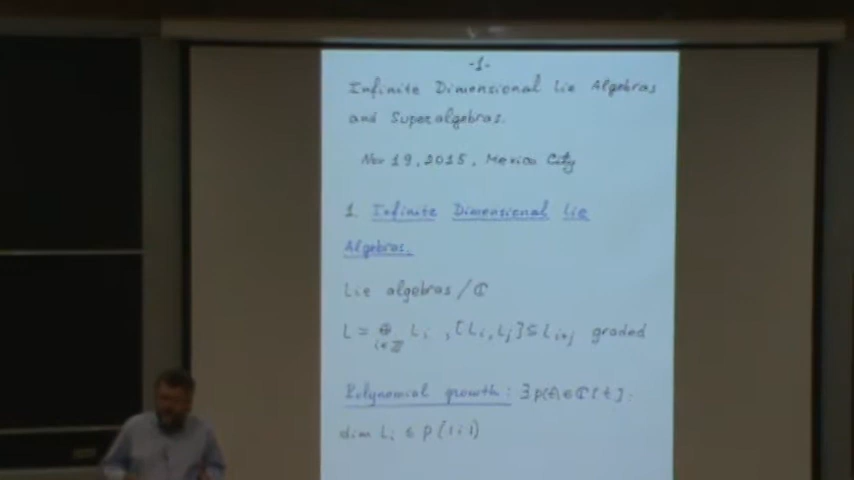 -1-
Infinite Dimensional Lie Algebras
and Superalgebras.
Nov 19, 2015, Mexico City
1. Infinite Dimensional Lie
Algebras.
Lie algebras / ℂ
L = ⊕ Lᵢ , [Lᵢ, Lⱼ] ⊆ Lᵢ₊ⱼ graded
i∈ℤ
Polynomial growth: ∃ p(t) ∈ ℂ[t]:
dim Lᵢ ≤ p(|i|)